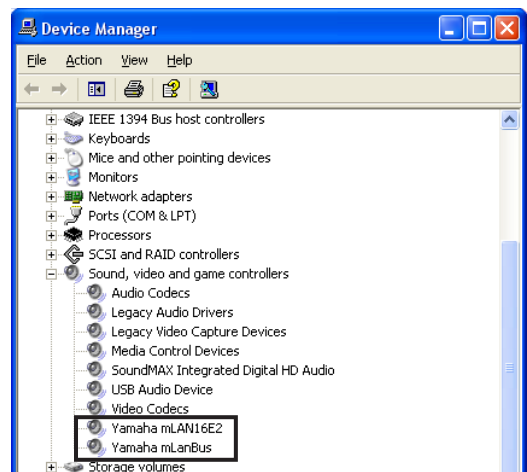 Device Manager
File Action View Help
IEEE 1394 Bus host controllers
Keyboards
Mice and other pointing devices
Monitors
Network adapters
Ports (COM & LPT)
Processors
SCSI and RAID controllers
Sound, video and game controllers
Audio Codecs
Legacy Audio Drivers
Legacy Video Capture Devices
Media Control Devices
SoundMAX Integrated Digital HD Audio
USB Audio Device
Video Codecs
Yamaha mLAN16E2
Yamaha mLanBus
Storage volumes